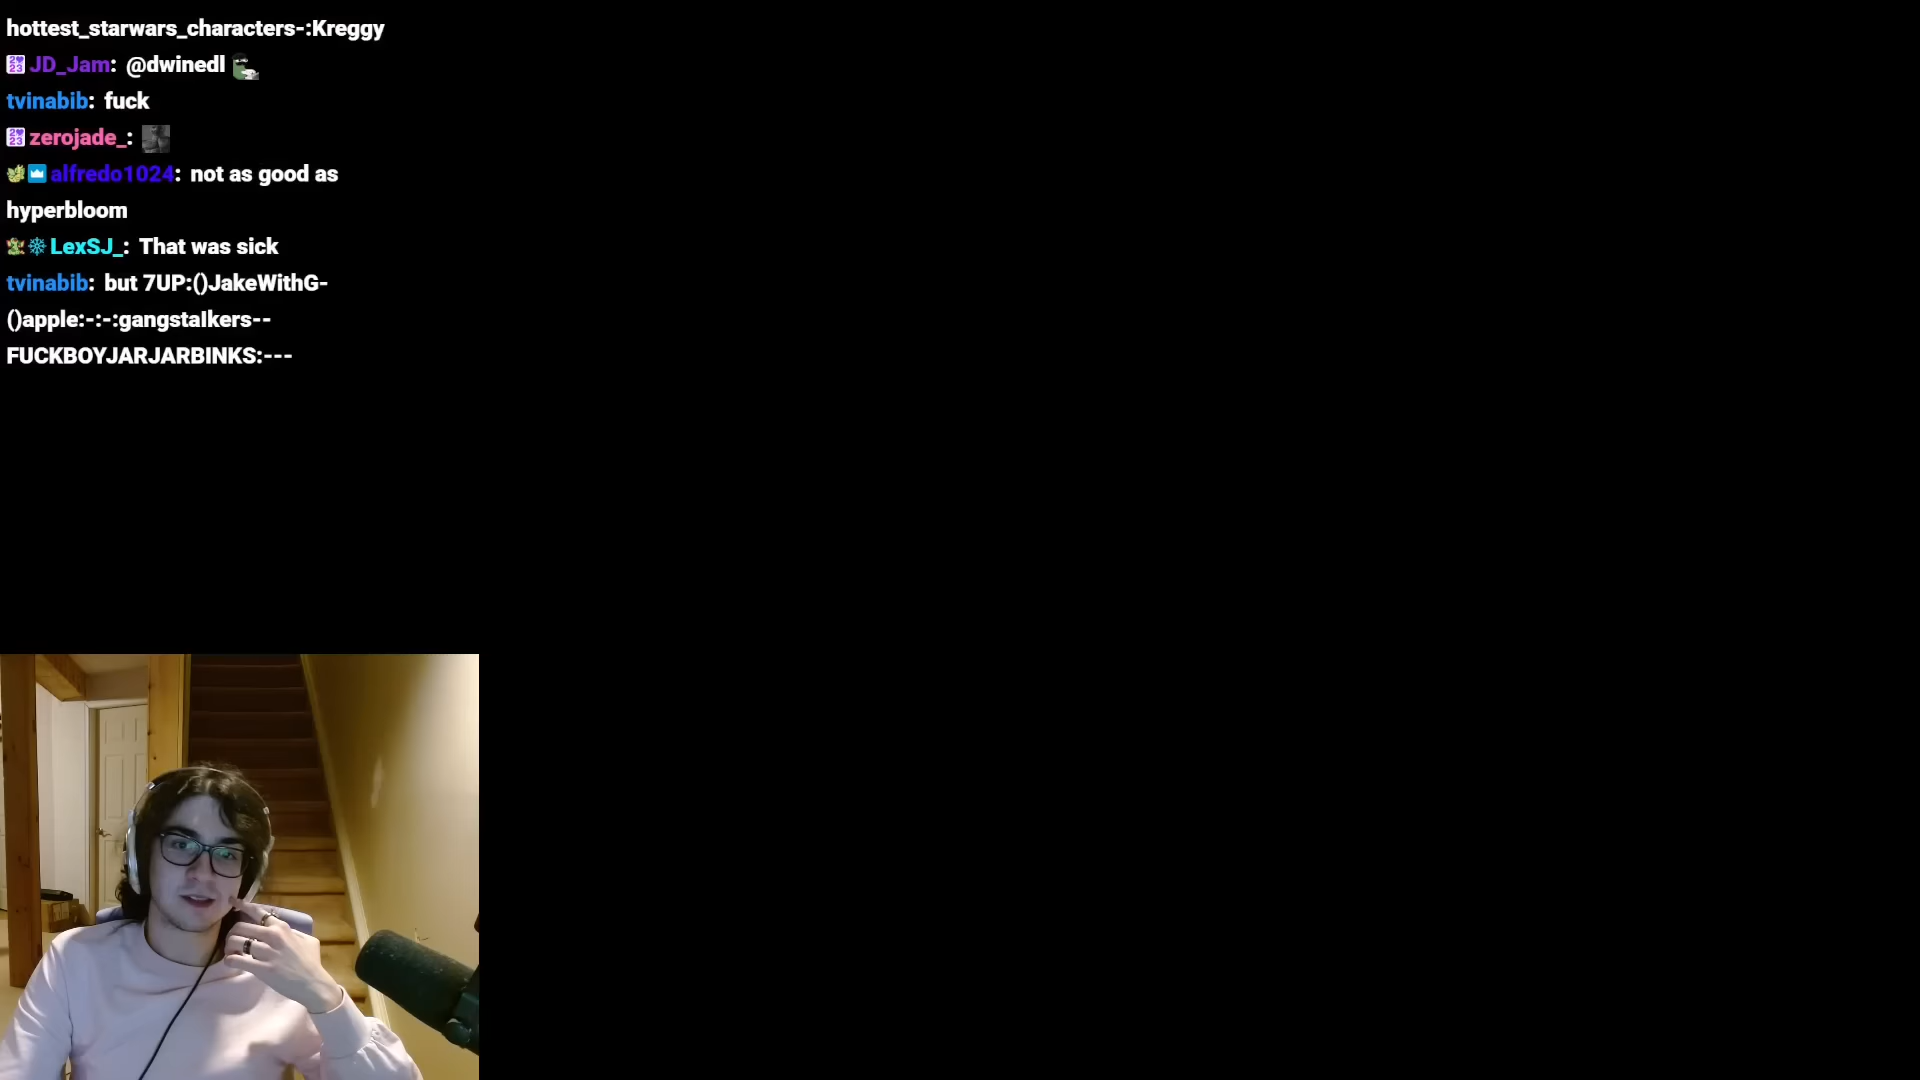 hottest_starwars_characters-:Kreggy
JD_Jam: @dwinedl
tvinabib: fuck
zerojade_:
alfredo1024: not as good as
hyperbloom
LexSJ_: That was sick
tvinabib: but 7UP:()JakeWithG-
()apple:-:-:gangstalkers--
FUCKBOYJARJARBINKS:---